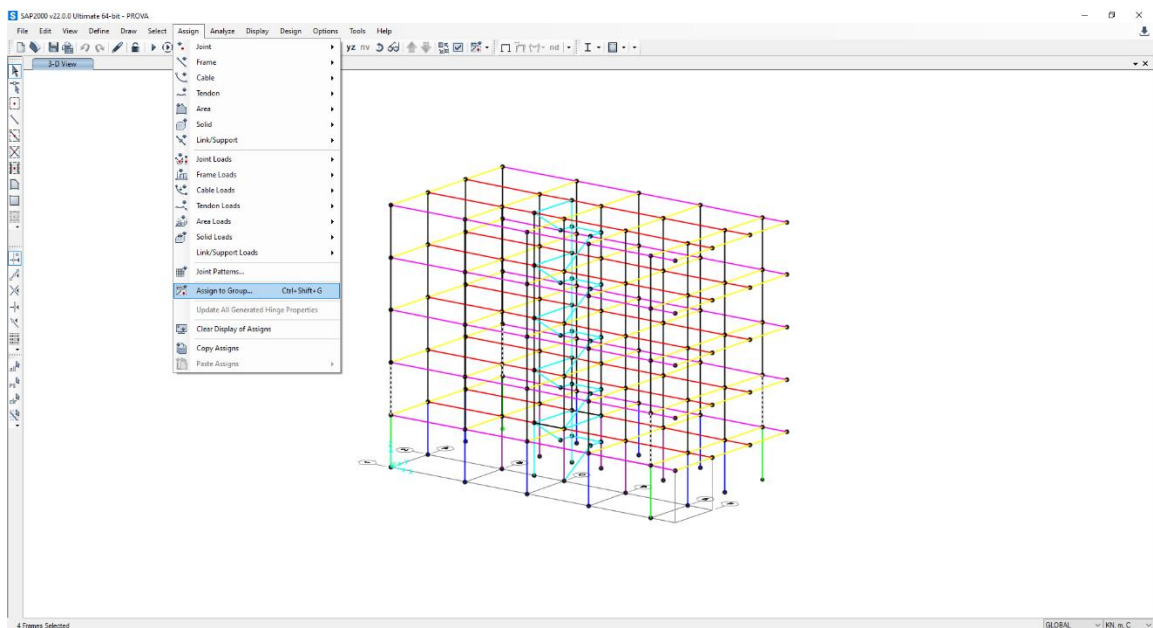 SAP2000 v22.0.0 Ultimate 64-bit - PROVA
File Edit View Define Draw Select Assign Analyze Display Design Options Tools Help
yz nv nd
3-D View
Joint
Frame
Cable
Tendon
Area
Solid
Link/Support
Joint Loads
Frame Loads
Cable Loads
Tendon Loads
Area Loads
Solid Loads
Link/Support Loads
Joint Patterns...
Assign to Group... Ctrl+Shift+G
Update All Generated Hinge Properties
Clear Display of Assigns
Copy Assigns
Paste Assigns
4 Frames Selected
GLOBAL
KN, m, C